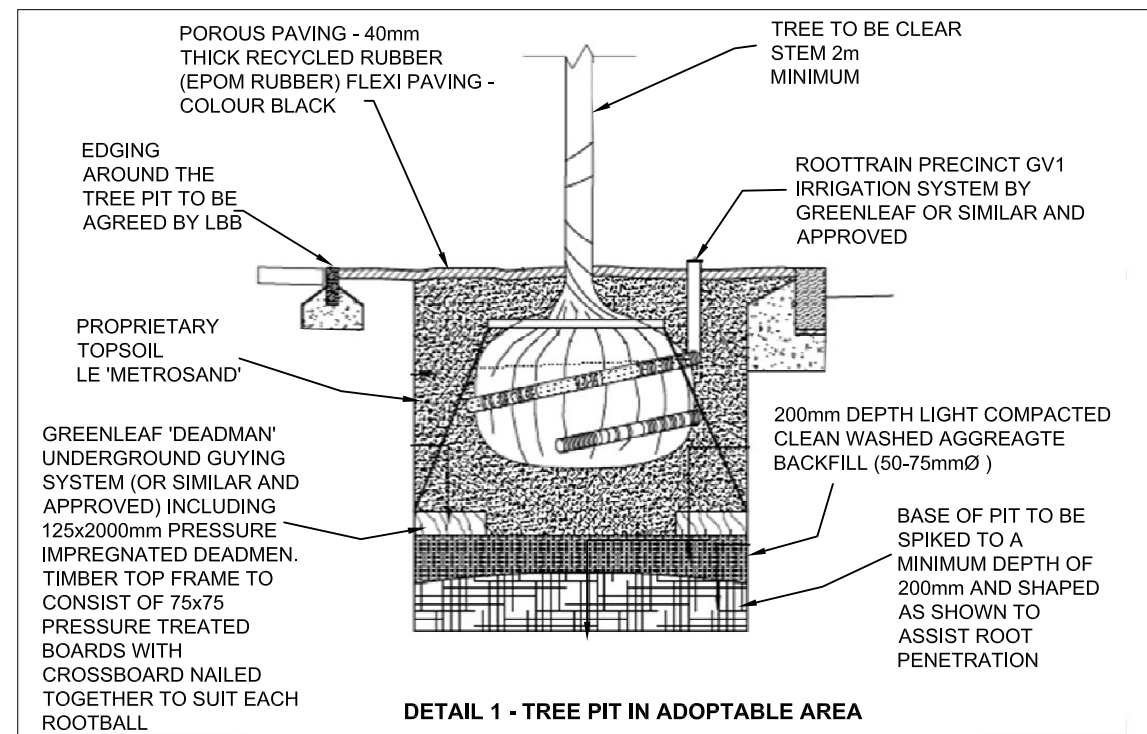 POROUS PAVING - 40mm
THICK RECYCLED RUBBER
(EPOM RUBBER) FLEXI PAVING -
COLOUR BLACK
TREE TO BE CLEAR
STEM 2m
MINIMUM
EDGING
AROUND THE
TREE PIT TO BE
AGREED BY LBB
ROOTTRAIN PRECINCT GV1
IRRIGATION SYSTEM BY
GREENLEAF OR SIMILAR AND
APPROVED
PROPRIETARY
TOPSOIL
LE 'METROSAND'
GREENLEAF 'DEADMAN'
UNDERGROUND GUYING
SYSTEM (OR SIMILAR AND
APPROVED) INCLUDING
125x2000mm PRESSURE
IMPREGNATED DEADMEN.
TIMBER TOP FRAME TO
CONSIST OF 75x75
PRESSURE TREATED
BOARDS WITH
CROSSBOARD NAILED
TOGETHER TO SUIT EACH
ROOTBALL
200mm DEPTH LIGHT COMPACTED
CLEAN WASHED AGGREAGTE
BACKFILL (50-75mmØ )
BASE OF PIT TO BE
SPIKED TO A
MINIMUM DEPTH OF
200mm AND SHAPED
AS SHOWN TO
ASSIST ROOT
PENETRATION
DETAIL 1 - TREE PIT IN ADOPTABLE AREA